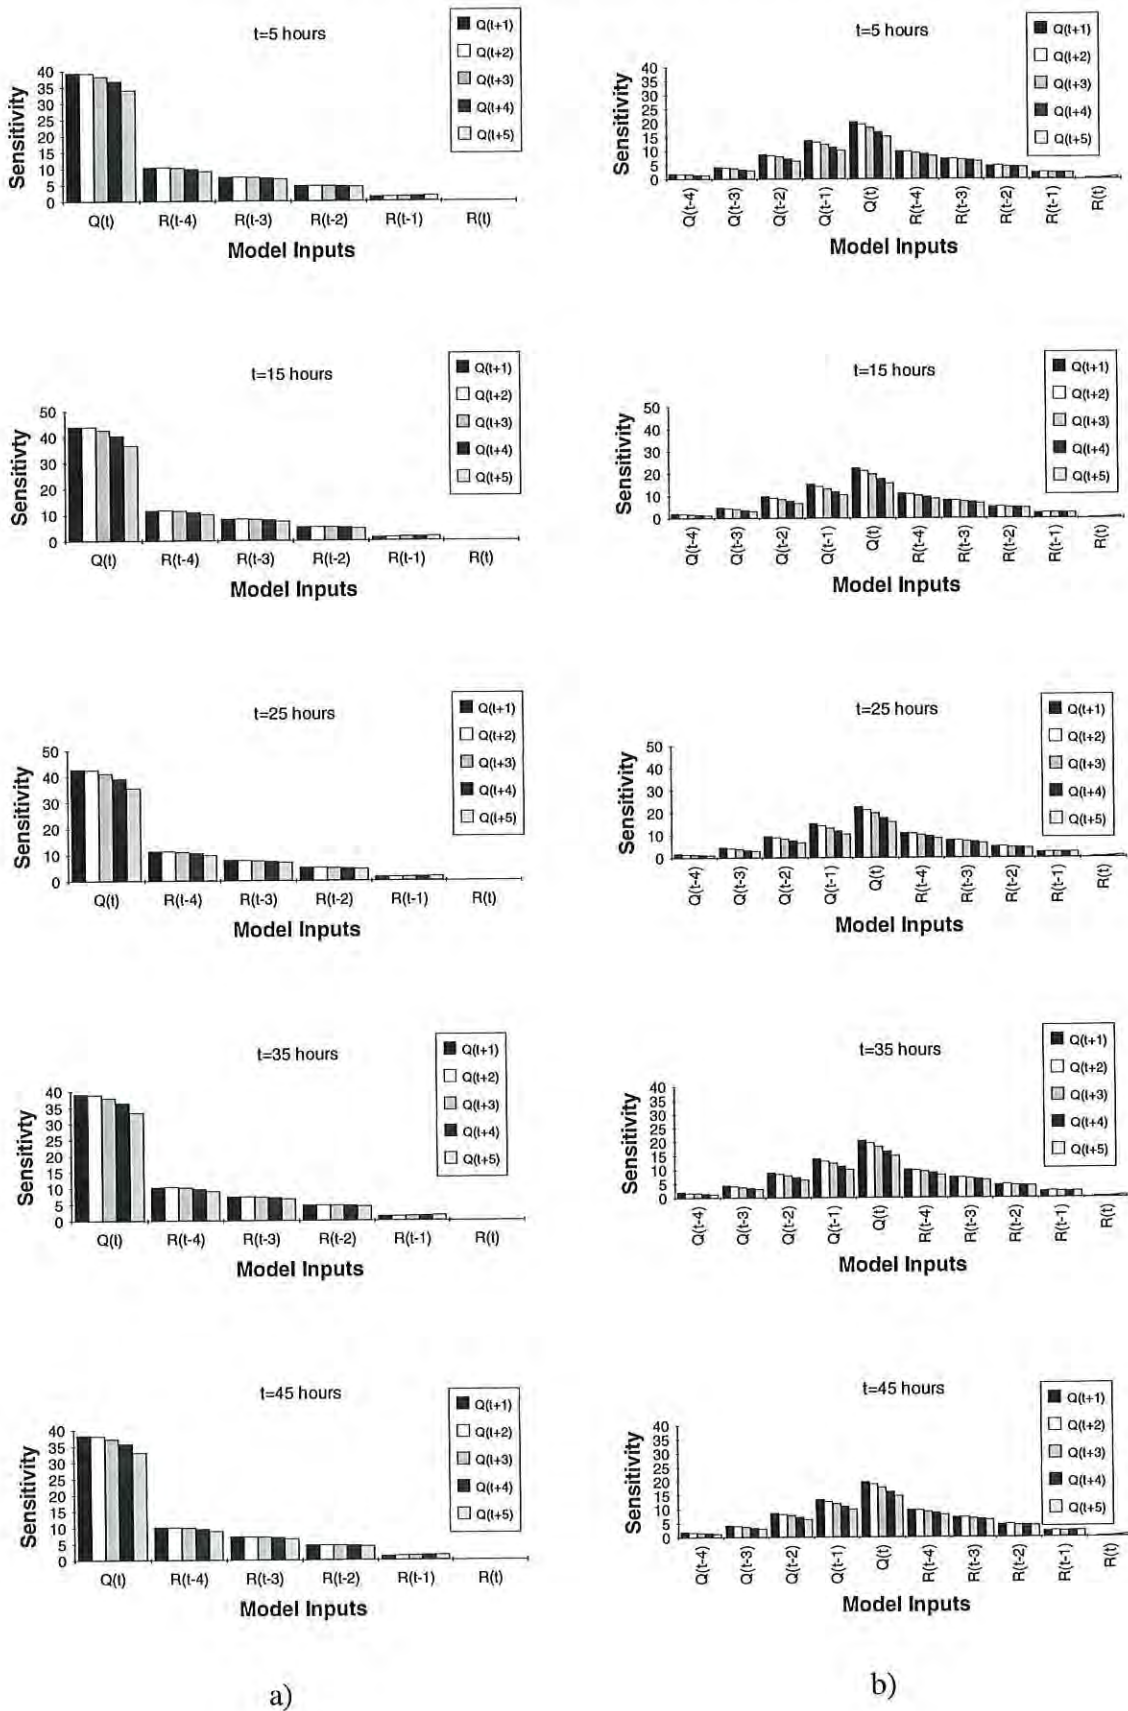 t=5 hours
Q(t+1)
Q(t+2)
Q(t+3)
Q(t+4)
Q(t+5)
Sensitivity
40
35
30
25
20
15
10
5
0
Q(t) R(t-4) R(t-3) R(t-2) R(t-1) R(t)
Model Inputs
t=15 hours
Q(t+1)
Q(t+2)
Q(t+3)
Q(t+4)
Q(t+5)
Sensitivty
50
40
30
20
10
0
Q(t) R(t-4) R(t-3) R(t-2) R(t-1) R(t)
Model Inputs
t=25 hours
Q(t+1)
Q(t+2)
Q(t+3)
Q(t+4)
Q(t+5)
Sensitivity
50
40
30
20
10
0
Q(t) R(t-4) R(t-3) R(t-2) R(t-1) R(t)
Model Inputs
t=35 hours
Q(t+1)
Q(t+2)
Q(t+3)
Q(t+4)
Q(t+5)
Sensitivty
40
35
30
25
20
15
10
5
0
Q(t) R(t-4) R(t-3) R(t-2) R(t-1) R(t)
Model Inputs
t=45 hours
Q(t+1)
Q(t+2)
Q(t+3)
Q(t+4)
Q(t+5)
Sensitivity
40
35
30
25
20
15
10
5
0
Q(t) R(t-4) R(t-3) R(t-2) R(t-1) R(t)
Model Inputs
a)
t=5 hours
Q(t+1)
Q(t+2)
Q(t+3)
Q(t+4)
Q(t+5)
Sensitivity
40
35
30
25
20
15
10
5
0
Q(t-4) Q(t-3) Q(t-2) Q(t-1) Q(t) R(t-4) R(t-3) R(t-2) R(t-1) R(t)
Model Inputs
t=15 hours
Q(t+1)
Q(t+2)
Q(t+3)
Q(t+4)
Q(t+5)
Sensitivity
50
40
30
20
10
0
Q(t-4) Q(t-3) Q(t-2) Q(t-1) Q(t) R(t-4) R(t-3) R(t-2) R(t-1) R(t)
Model Inputs
t=25 hours
Q(t+1)
Q(t+2)
Q(t+3)
Q(t+4)
Q(t+5)
Sensitivity
50
40
30
20
10
0
Q(t-4) Q(t-3) Q(t-2) Q(t-1) Q(t) R(t-4) R(t-3) R(t-2) R(t-1) R(t)
Model Inputs
t=35 hours
Q(t+1)
Q(t+2)
Q(t+3)
Q(t+4)
Q(t+5)
Sensitivity
40
35
30
25
20
15
10
5
0
Q(t-4) Q(t-3) Q(t-2) Q(t-1) Q(t) R(t-4) R(t-3) R(t-2) R(t-1) R(t)
Model Inputs
t=45 hours
Q(t+1)
Q(t+2)
Q(t+3)
Q(t+4)
Q(t+5)
Sensitivity
40
35
30
25
20
15
10
5
0
Q(t-4) Q(t-3) Q(t-2) Q(t-1) Q(t) R(t-4) R(t-3) R(t-2) R(t-1) R(t)
Model Inputs
b)